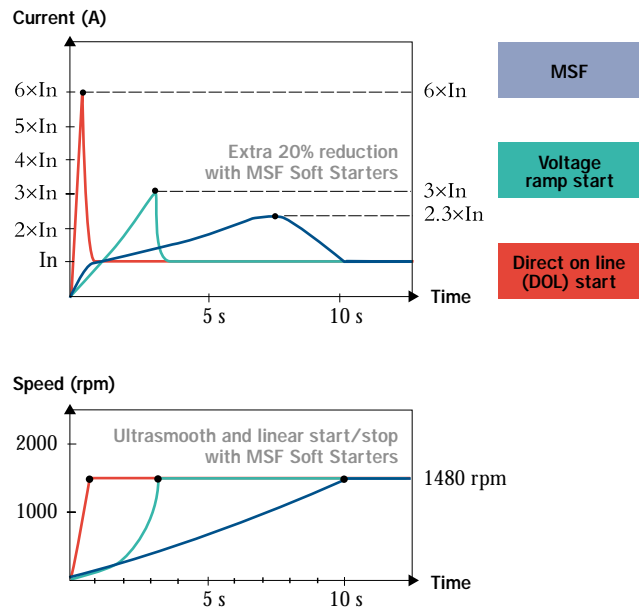 Current (A)
6×In
5×In
4×In
3×In
2×In
In
Extra 20% reduction
with MSF Soft Starters
6×In
3×In
2.3×In
5 s
10 s
Time
MSF
Voltage
ramp start
Direct on line
(DOL) start
Speed (rpm)
2000
1000
Ultrasmooth and linear start/stop
with MSF Soft Starters
1480 rpm
5 s
10 s
Time